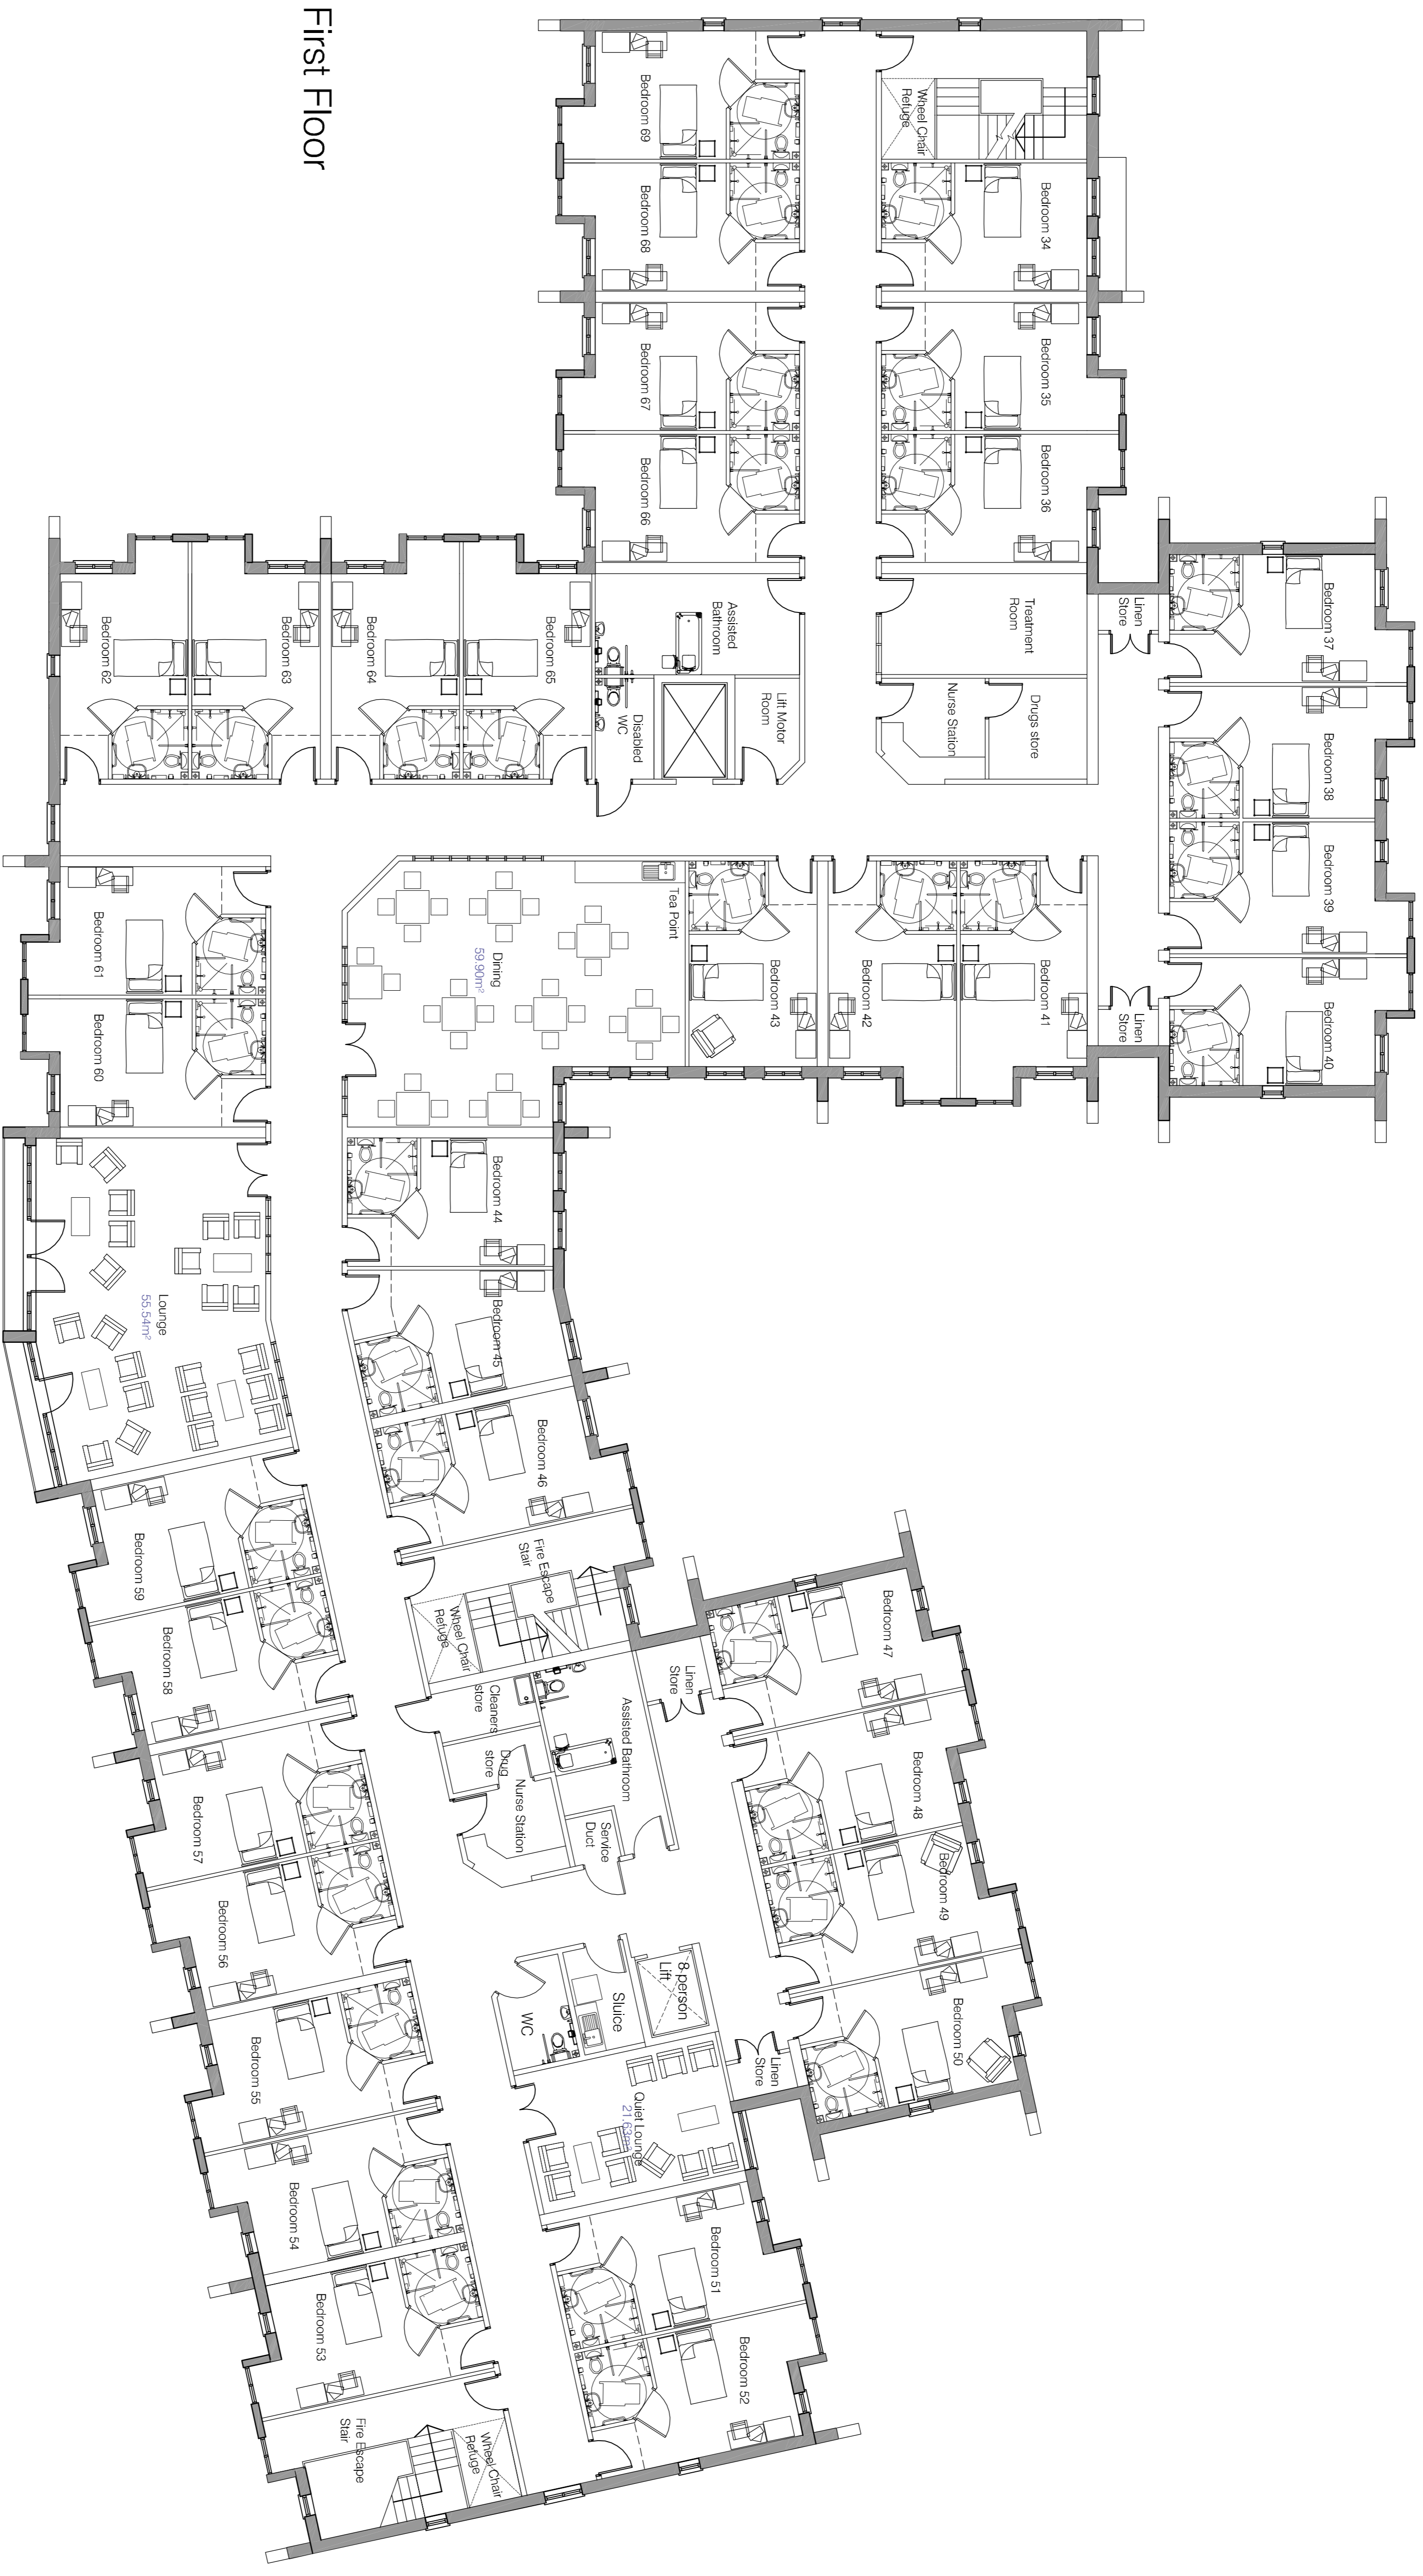 First Floor
Wheel Chair
Refuge
Bedroom 34
Bedroom 35
Bedroom 36
Treatment
Room
Drugs store
Nurse Station
Linen
Store
Bedroom 37
Bedroom 38
Bedroom 39
Bedroom 40
Linen
Store
Bedroom 41
Bedroom 42
Bedroom 43
Tea Point
Dining
59.90m²
Bedroom 44
Bedroom 45
Bedroom 46
Fire Escape
Stair
Wheel Chair
Refuge
Cleaners
store
Drug
store
Nurse Station
Assisted Bathroom
Service
Duct
Linen
Store
Bedroom 47
Bedroom 48
Bedroom 49
Bedroom 50
Linen
Store
8-person
Lift
Sluice
WC
Quiet Lounge
21.63m²
Bedroom 51
Bedroom 52
Wheel Chair
Refuge
Fire Escape
Stair
Bedroom 53
Bedroom 54
Bedroom 55
Bedroom 56
Bedroom 57
Bedroom 58
Bedroom 59
Lounge
55.54m²
Bedroom 60
Bedroom 61
Bedroom 62
Bedroom 63
Bedroom 64
Bedroom 65
Disabled
WC
Assisted
Bathroom
Lift Motor
Room
Bedroom 66
Bedroom 67
Bedroom 68
Bedroom 69